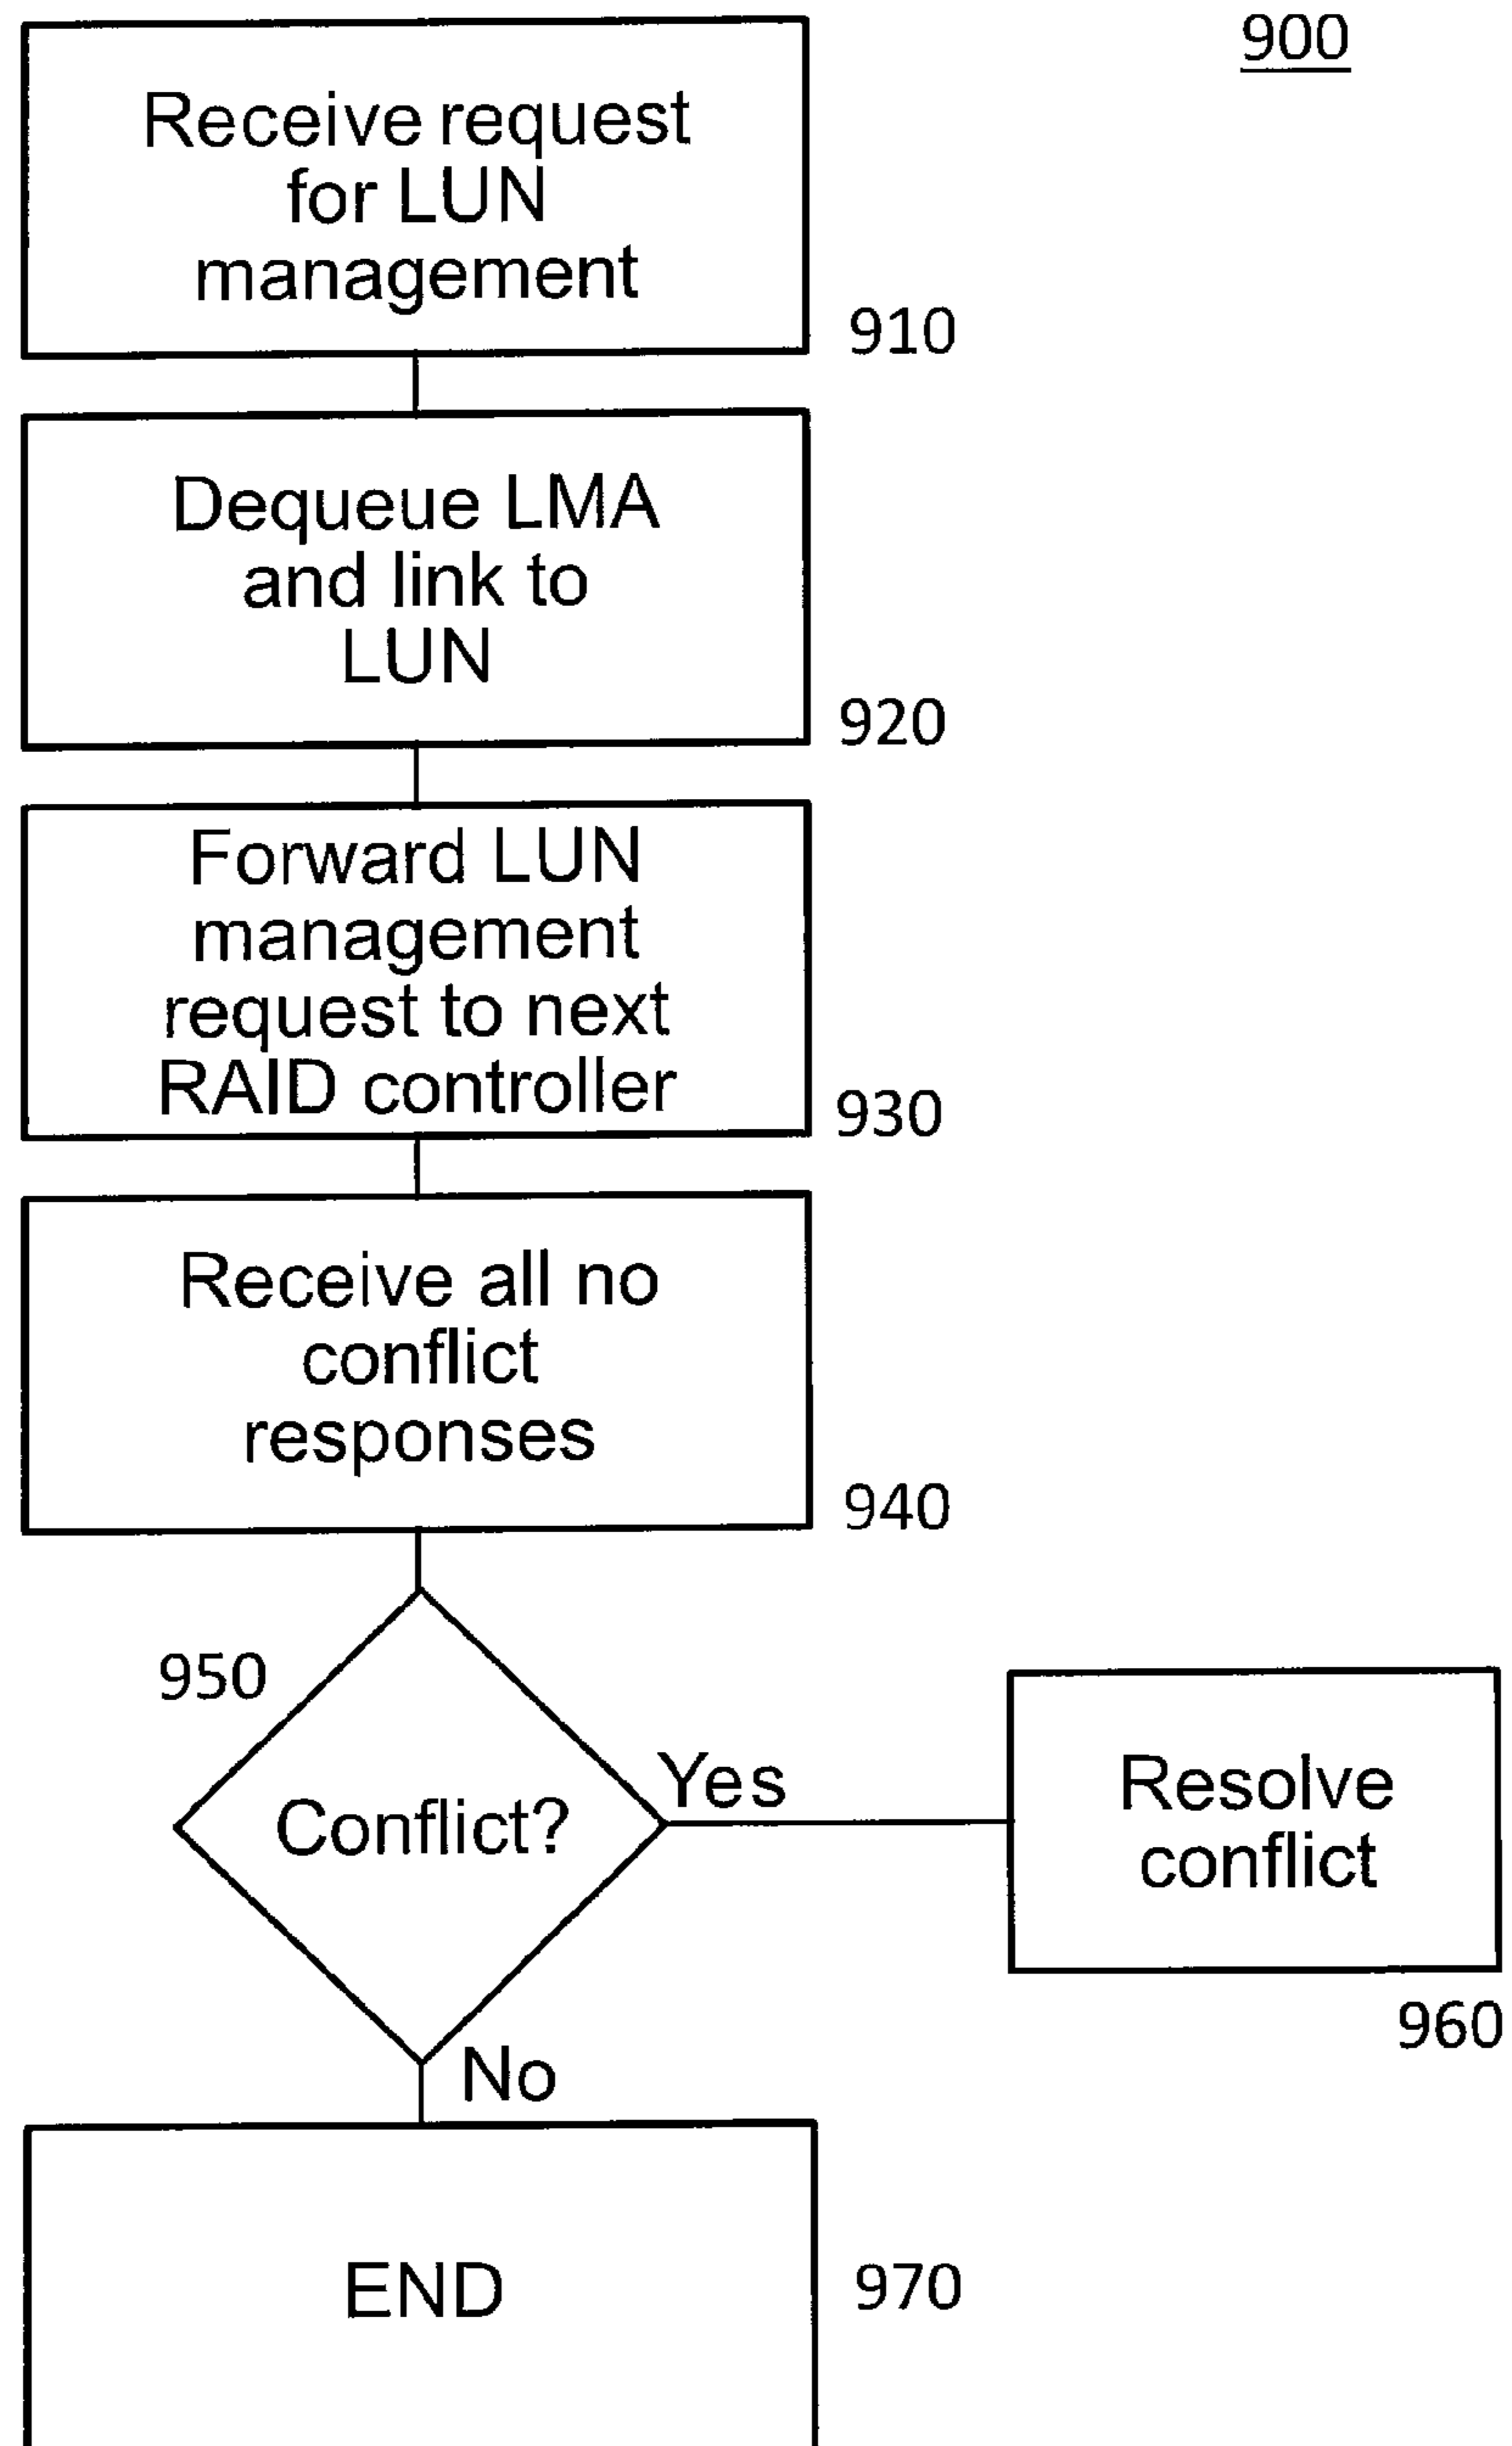 900
Receive request
for LUN
management
910
Dequeue LMA
and link to
LUN
920
Forward LUN
management
request to next
RAID controller
930
Receive all no
conflict
responses
940
950
Conflict?
Yes
Resolve
conflict
960
No
END
970